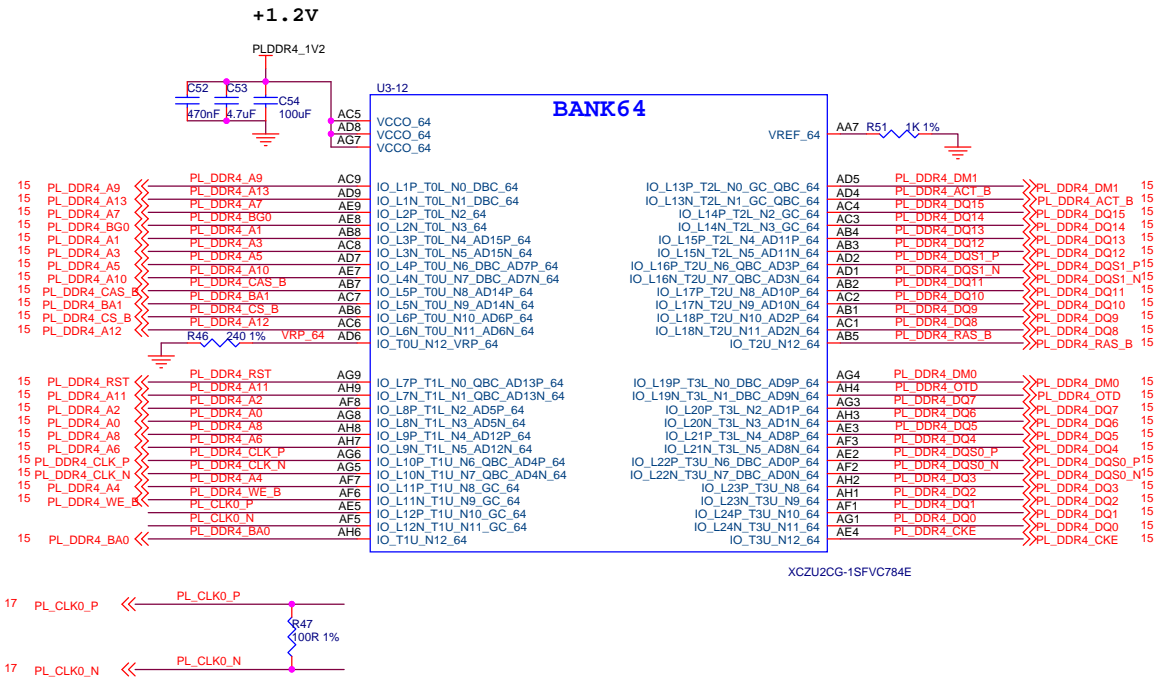 +1.2V
PLDDR4_1V2
C52
C53
C54
470nF
4.7uF
100uF
U3-12
BANK64
AC5 VCCO_64
AD8 VCCO_64
AG7 VCCO_64
VREF_64 AA7 R51 1K 1%
15 PL_DDR4_A9 PL_DDR4_A9 AC9 IO_L1P_T0L_N0_DBC_64
15 PL_DDR4_A13 PL_DDR4_A13 AD9 IO_L1N_T0L_N1_DBC_64
15 PL_DDR4_A7 PL_DDR4_A7 AE9 IO_L2P_T0L_N2_64
15 PL_DDR4_BG0 PL_DDR4_BG0 AE8 IO_L2N_T0L_N3_64
15 PL_DDR4_A1 PL_DDR4_A1 AB8 IO_L3P_T0L_N4_AD15P_64
15 PL_DDR4_A3 PL_DDR4_A3 AC8 IO_L3N_T0L_N5_AD15N_64
15 PL_DDR4_A5 PL_DDR4_A5 AD7 IO_L4P_T0U_N6_DBC_AD7P_64
15 PL_DDR4_A10 PL_DDR4_A10 AE7 IO_L4N_T0U_N7_DBC_AD7N_64
15 PL_DDR4_CAS_B PL_DDR4_CAS_B AB7 IO_L5P_T0U_N8_AD14P_64
15 PL_DDR4_BA1 PL_DDR4_BA1 AC7 IO_L5N_T0U_N9_AD14N_64
15 PL_DDR4_CS_B PL_DDR4_CS_B AB6 IO_L6P_T0U_N10_AD6P_64
15 PL_DDR4_A12 PL_DDR4_A12 AC6 IO_L6N_T0U_N11_AD6N_64
R46 240 1% VRP_64 AD6 IO_T0U_N12_VRP_64
15 PL_DDR4_RST PL_DDR4_RST AG9 IO_L7P_T1L_N0_QBC_AD13P_64
15 PL_DDR4_A11 PL_DDR4_A11 AH9 IO_L7N_T1L_N1_QBC_AD13N_64
15 PL_DDR4_A2 PL_DDR4_A2 AF8 IO_L8P_T1L_N2_AD5P_64
15 PL_DDR4_A0 PL_DDR4_A0 AG8 IO_L8N_T1L_N3_AD5N_64
15 PL_DDR4_A8 PL_DDR4_A8 AH8 IO_L9P_T1L_N4_AD12P_64
15 PL_DDR4_A6 PL_DDR4_A6 AH7 IO_L9N_T1L_N5_AD12N_64
15 PL_DDR4_CLK_P PL_DDR4_CLK_P AG6 IO_L10P_T1U_N6_QBC_AD4P_64
15 PL_DDR4_CLK_N PL_DDR4_CLK_N AG5 IO_L10N_T1U_N7_QBC_AD4N_64
15 PL_DDR4_A4 PL_DDR4_A4 AF7 IO_L11P_T1U_N8_GC_64
15 PL_DDR4_WE_B PL_DDR4_WE_B AF6 IO_L11N_T1U_N9_GC_64
PL_CLK0_P AE5 IO_L12P_T1U_N10_GC_64
PL_CLK0_N AF5 IO_L12N_T1U_N11_GC_64
15 PL_DDR4_BA0 PL_DDR4_BA0 AH6 IO_T1U_N12_64
IO_L13P_T2L_N0_GC_QBC_64 AD5 PL_DDR4_DM1 PL_DDR4_DM1 15
IO_L13N_T2L_N1_GC_QBC_64 AD4 PL_DDR4_ACT_B PL_DDR4_ACT_B 15
IO_L14P_T2L_N2_GC_64 AC4 PL_DDR4_DQ15 PL_DDR4_DQ15 15
IO_L14N_T2L_N3_GC_64 AC3 PL_DDR4_DQ14 PL_DDR4_DQ14 15
IO_L15P_T2L_N4_AD11P_64 AB4 PL_DDR4_DQ13 PL_DDR4_DQ13 15
IO_L15N_T2L_N5_AD11N_64 AB3 PL_DDR4_DQ12 PL_DDR4_DQ12 15
IO_L16P_T2U_N6_QBC_AD3P_64 AD2 PL_DDR4_DQS1_P PL_DDR4_DQS1_P 15
IO_L16N_T2U_N7_QBC_AD3N_64 AD1 PL_DDR4_DQS1_N PL_DDR4_DQS1_N 15
IO_L17P_T2U_N8_AD10P_64 AB2 PL_DDR4_DQ11 PL_DDR4_DQ11 15
IO_L17N_T2U_N9_AD10N_64 AC2 PL_DDR4_DQ10 PL_DDR4_DQ10 15
IO_L18P_T2U_N10_AD2P_64 AB1 PL_DDR4_DQ9 PL_DDR4_DQ9 15
IO_L18N_T2U_N11_AD2N_64 AC1 PL_DDR4_DQ8 PL_DDR4_DQ8 15
IO_T2U_N12_64 AB5 PL_DDR4_RAS_B PL_DDR4_RAS_B 15
IO_L19P_T3L_N0_DBC_AD9P_64 AG4 PL_DDR4_DM0 PL_DDR4_DM0 15
IO_L19N_T3L_N1_DBC_AD9N_64 AH4 PL_DDR4_OTD PL_DDR4_OTD 15
IO_L20P_T3L_N2_AD1P_64 AG3 PL_DDR4_DQ7 PL_DDR4_DQ7 15
IO_L20N_T3L_N3_AD1N_64 AH3 PL_DDR4_DQ6 PL_DDR4_DQ6 15
IO_L21P_T3L_N4_AD8P_64 AE3 PL_DDR4_DQ5 PL_DDR4_DQ5 15
IO_L21N_T3L_N5_AD8N_64 AF3 PL_DDR4_DQ4 PL_DDR4_DQ4 15
IO_L22P_T3U_N6_DBC_AD0P_64 AE2 PL_DDR4_DQS0_P PL_DDR4_DQS0_P 15
IO_L22N_T3U_N7_DBC_AD0N_64 AF2 PL_DDR4_DQS0_N PL_DDR4_DQS0_N 15
IO_L23P_T3U_N8_64 AH2 PL_DDR4_DQ3 PL_DDR4_DQ3 15
IO_L23N_T3U_N9_64 AH1 PL_DDR4_DQ2 PL_DDR4_DQ2 15
IO_L24P_T3U_N10_64 AF1 PL_DDR4_DQ1 PL_DDR4_DQ1 15
IO_L24N_T3U_N11_64 AG1 PL_DDR4_DQ0 PL_DDR4_DQ0 15
IO_T3U_N12_64 AE4 PL_DDR4_CKE PL_DDR4_CKE 15
XCZU2CG-1SFVC784E
17 PL_CLK0_P PL_CLK0_P
R47
100R 1%
17 PL_CLK0_N PL_CLK0_N